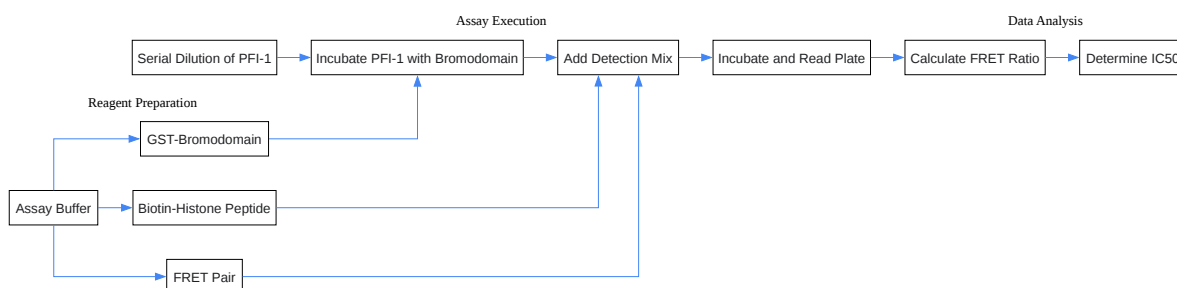 Assay Execution
Data Analysis
Serial Dilution of PFI-1
Incubate PFI-1 with Bromodomain
Add Detection Mix
Incubate and Read Plate
Calculate FRET Ratio
Determine IC50
Reagent Preparation
GST-Bromodomain
Assay Buffer
Biotin-Histone Peptide
FRET Pair